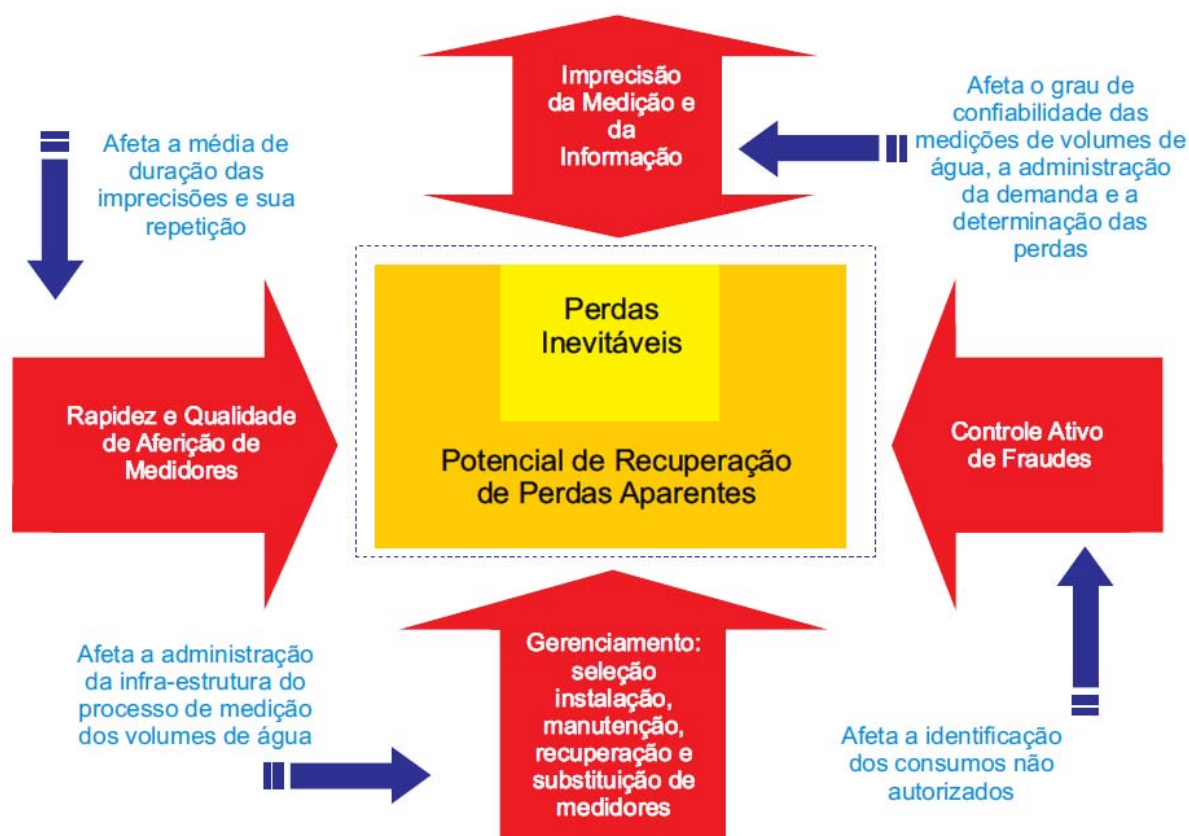 Imprecisão
da Medição e
da
Informação
Afeta o grau de
confiabilidade das
medições de volumes de
água, a administração
da demanda e a
determinação das
perdas
Afeta a média de
duração das
imprecisões e sua
repetição
Perdas
Inevitáveis
Rapidez e Qualidade
de Aferição de
Medidores
Potencial de Recuperação
de Perdas Aparentes
Controle Ativo
de Fraudes
Afeta a administração
da infra-estrutura do
processo de medição
dos volumes de água
Gerenciamento:
seleção
instalação,
manutenção,
recuperação e
substituição de
medidores
Afeta a identificação
dos consumos não
autorizados